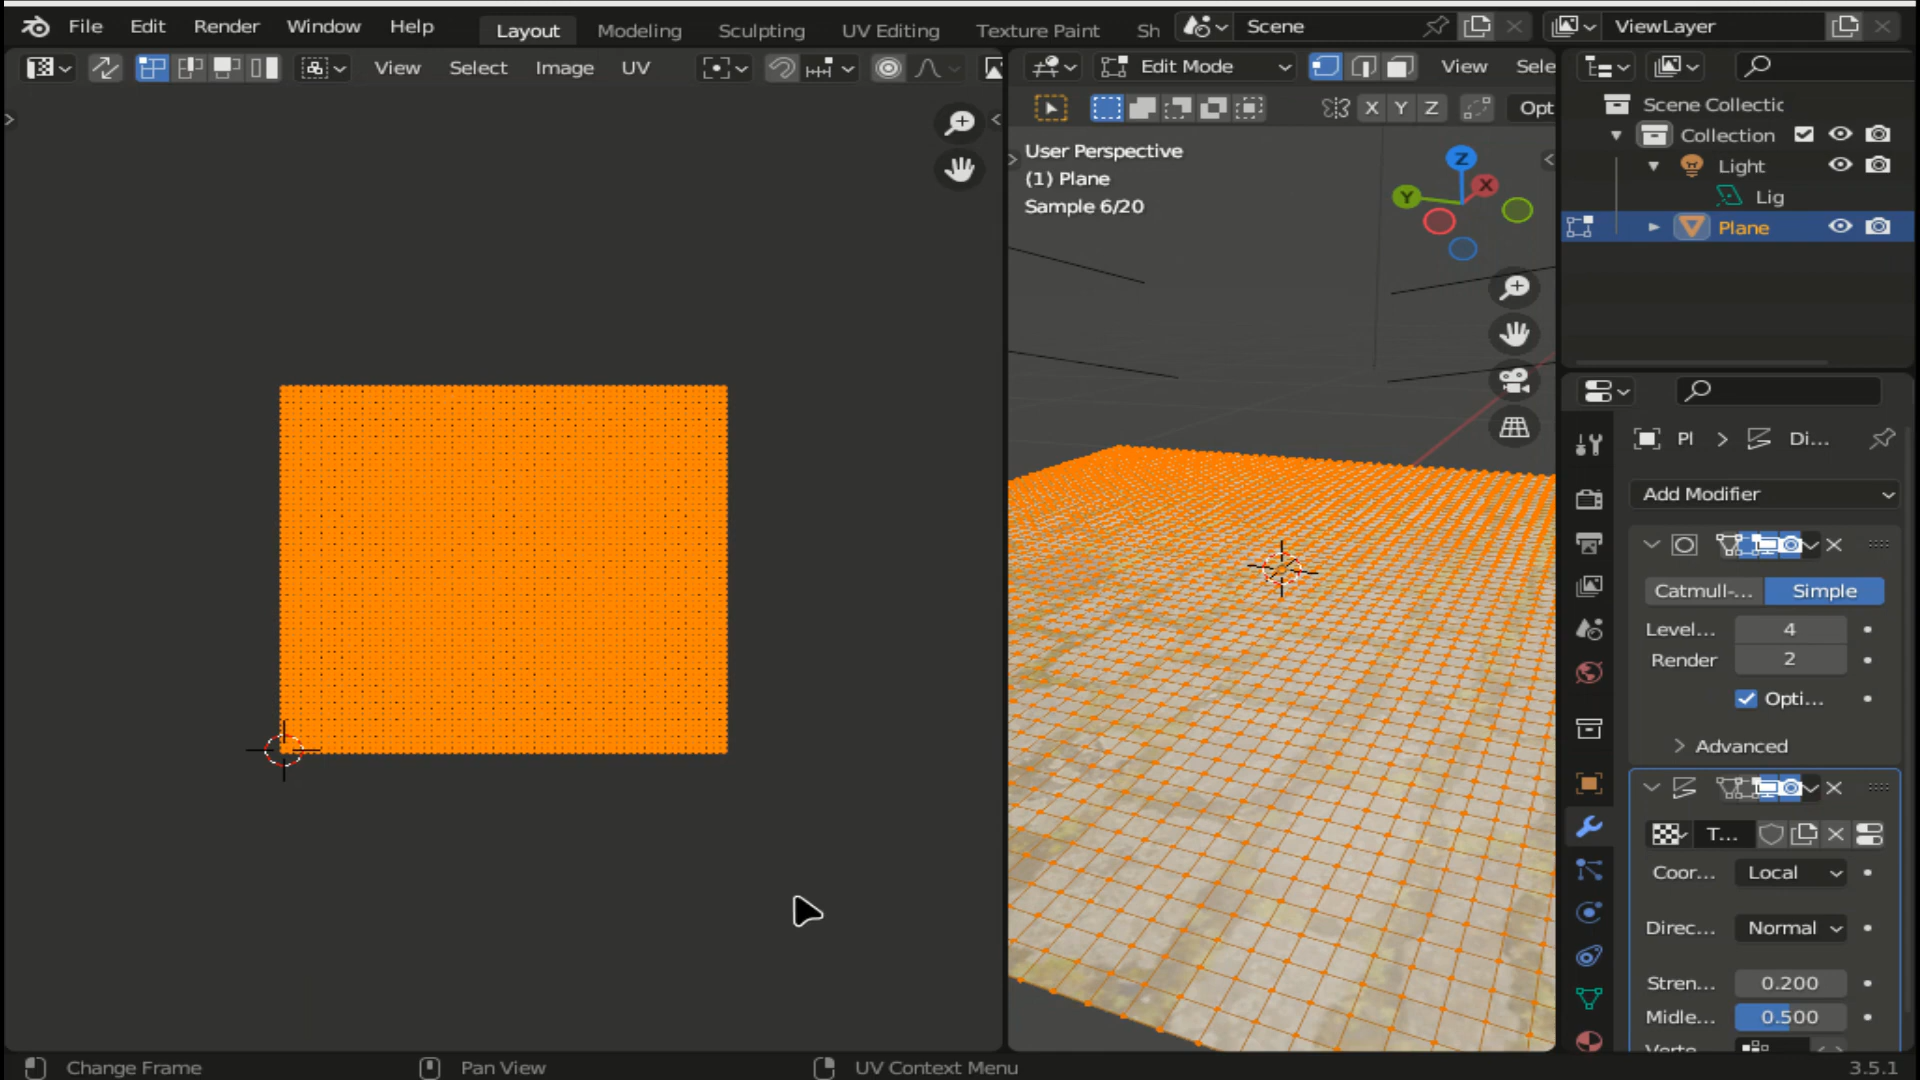 File Edit Render Window Help Layout Modeling Sculpting UV Editing Texture Paint Sh Scene ViewLayer
View Select Image UV Edit Mode View Sele
X Y Z Opt
User Perspective
(1) Plane
Sample 6/20
Z
X
Y
Scene Collectic
Collection
Light
Lig
Plane
Pl > Di...
Add Modifier
Catmull-... Simple
Level... 4
Render 2
Opti...
Advanced
T...
Coor... Local
Direc... Normal
Stren... 0.200
Midle... 0.500
Verte
Change Frame Pan View UV Context Menu 3.5.1